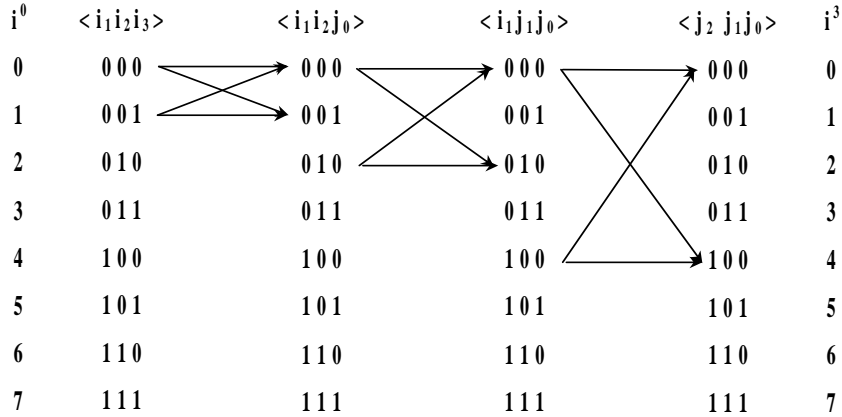 i⁰ <i₁i₂i₃> <i₁i₂j₀> <i₁j₁j₀> <j₂ j₁j₀> i³
0 000 000 000 000 0
1 001 001 001 001 1
2 010 010 010 010 2
3 011 011 011 011 3
4 100 100 100 100 4
5 101 101 101 101 5
6 110 110 110 110 6
7 111 111 111 111 7